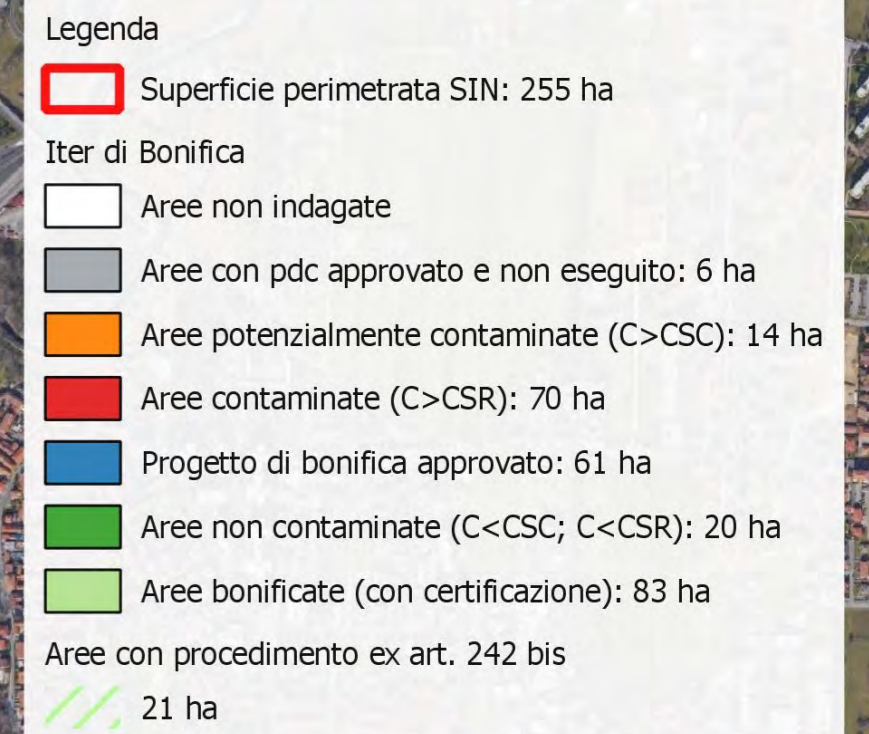 Legenda
Superficie perimetrata SIN: 255 ha
Iter di Bonifica
Aree non indagate
Aree con pdc approvato e non eseguito: 6 ha
Aree potenzialmente contaminate (C>CSC): 14 ha
Aree contaminate (C>CSR): 70 ha
Progetto di bonifica approvato: 61 ha
Aree non contaminate (C<CSC; C<CSR): 20 ha
Aree bonificate (con certificazione): 83 ha
Aree con procedimento ex art. 242 bis
21 ha